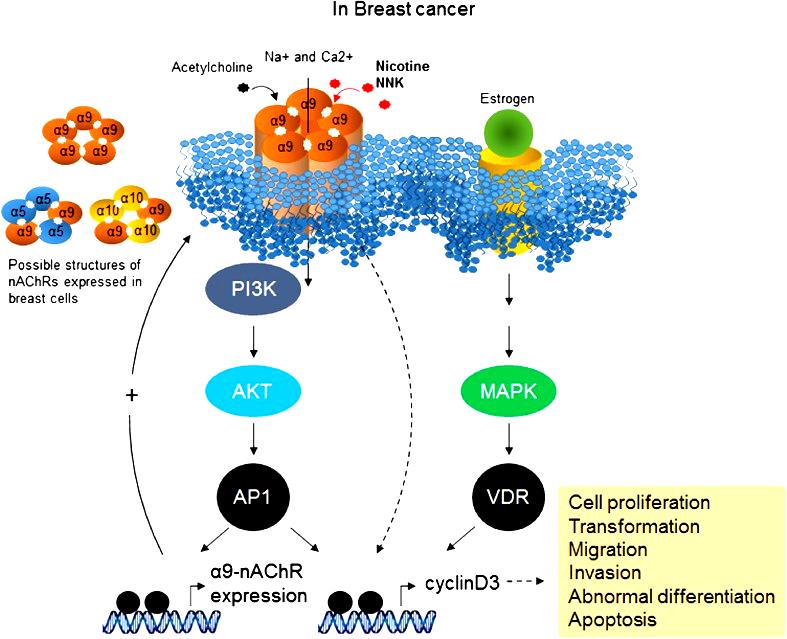 In Breast cancer
Na+ and Ca2+
Acetylcholine
Nicotine
NNK
Estrogen
α9
α9 α9
α9 α9
α9
α9 α9
α9 α9
α5
α5 α9
α9 α5
α10
α10 α9
α9 α10
Possible structures of
nAChRs expressed in
breast cells
PI3K
+
AKT
MAPK
AP1
VDR
α9-nAChR
expression
cyclinD3
Cell proliferation
Transformation
Migration
Invasion
Abnormal differentiation
Apoptosis